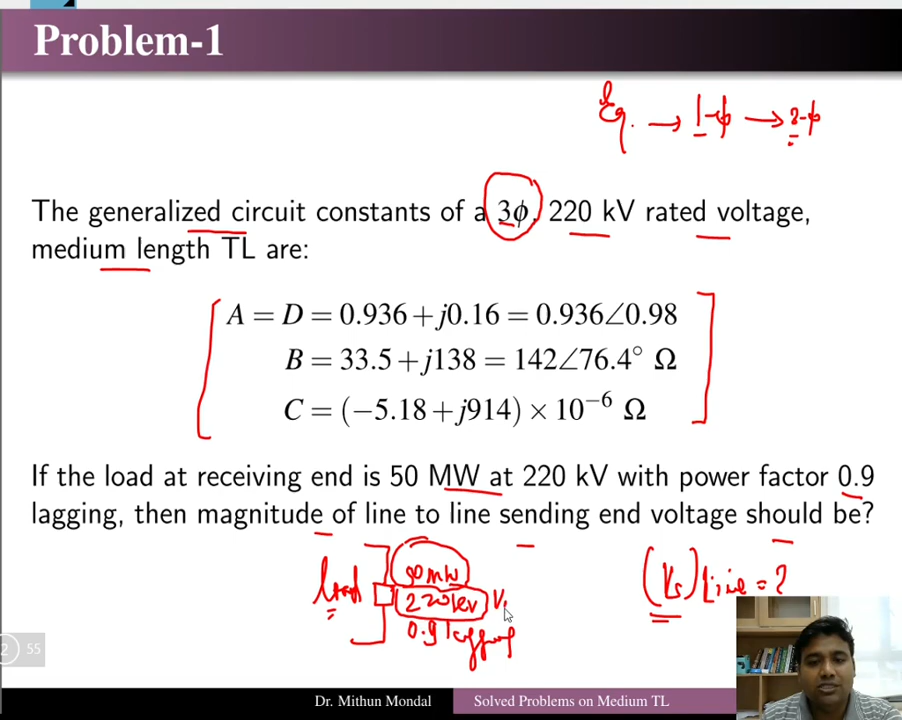 Problem-1
Eq. → 1-ϕ → 3-ϕ
The generalized circuit constants of a 3ϕ, 220 kV rated voltage,
medium length TL are:
A = D = 0.936 + j0.16 = 0.936∠0.98
B = 33.5 + j138 = 142∠76.4° Ω
C = (−5.18 + j914) × 10⁻⁶ Ω
If the load at receiving end is 50 MW at 220 kV with power factor 0.9
lagging, then magnitude of line to line sending end voltage should be?
load
50 MW
220 kV
0.9 lagging
(Vs) Line = ?
2 55
Dr. Mithun Mondal Solved Problems on Medium TL